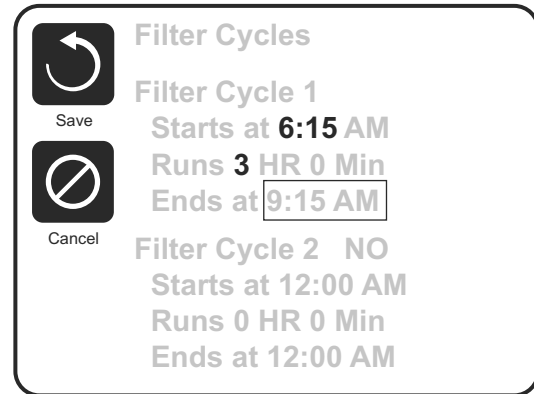 Filter Cycles
Save
Filter Cycle 1
Starts at 6:15 AM
Runs 3 HR 0 Min
Ends at 9:15 AM
Cancel
Filter Cycle 2 NO
Starts at 12:00 AM
Runs 0 HR 0 Min
Ends at 12:00 AM